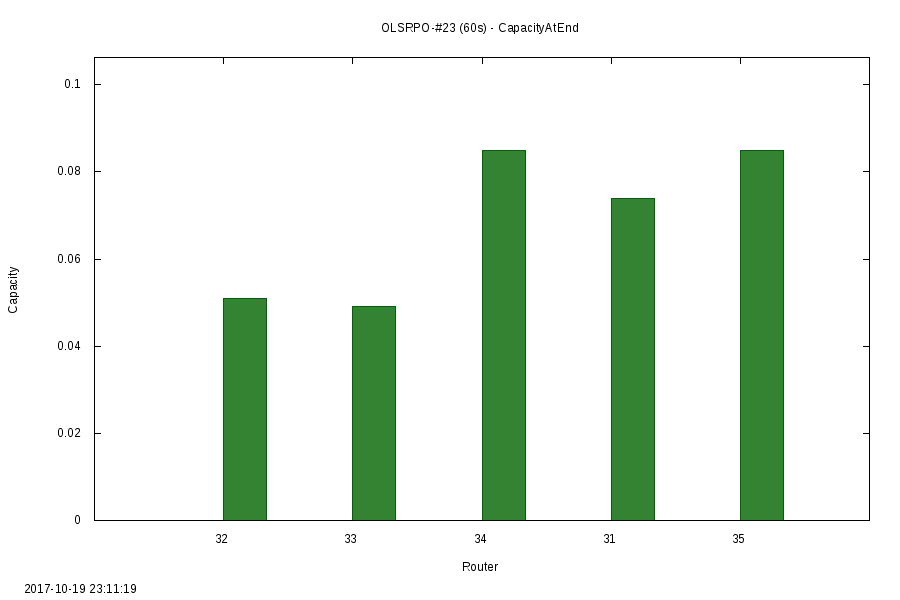 OLSRPO-#23 (60s) - CapacityAtEnd
0.1
0.08
0.06
0.04
0.02
0
Capacity
32 33 34 31 35
Router
2017-10-19 23:11:19